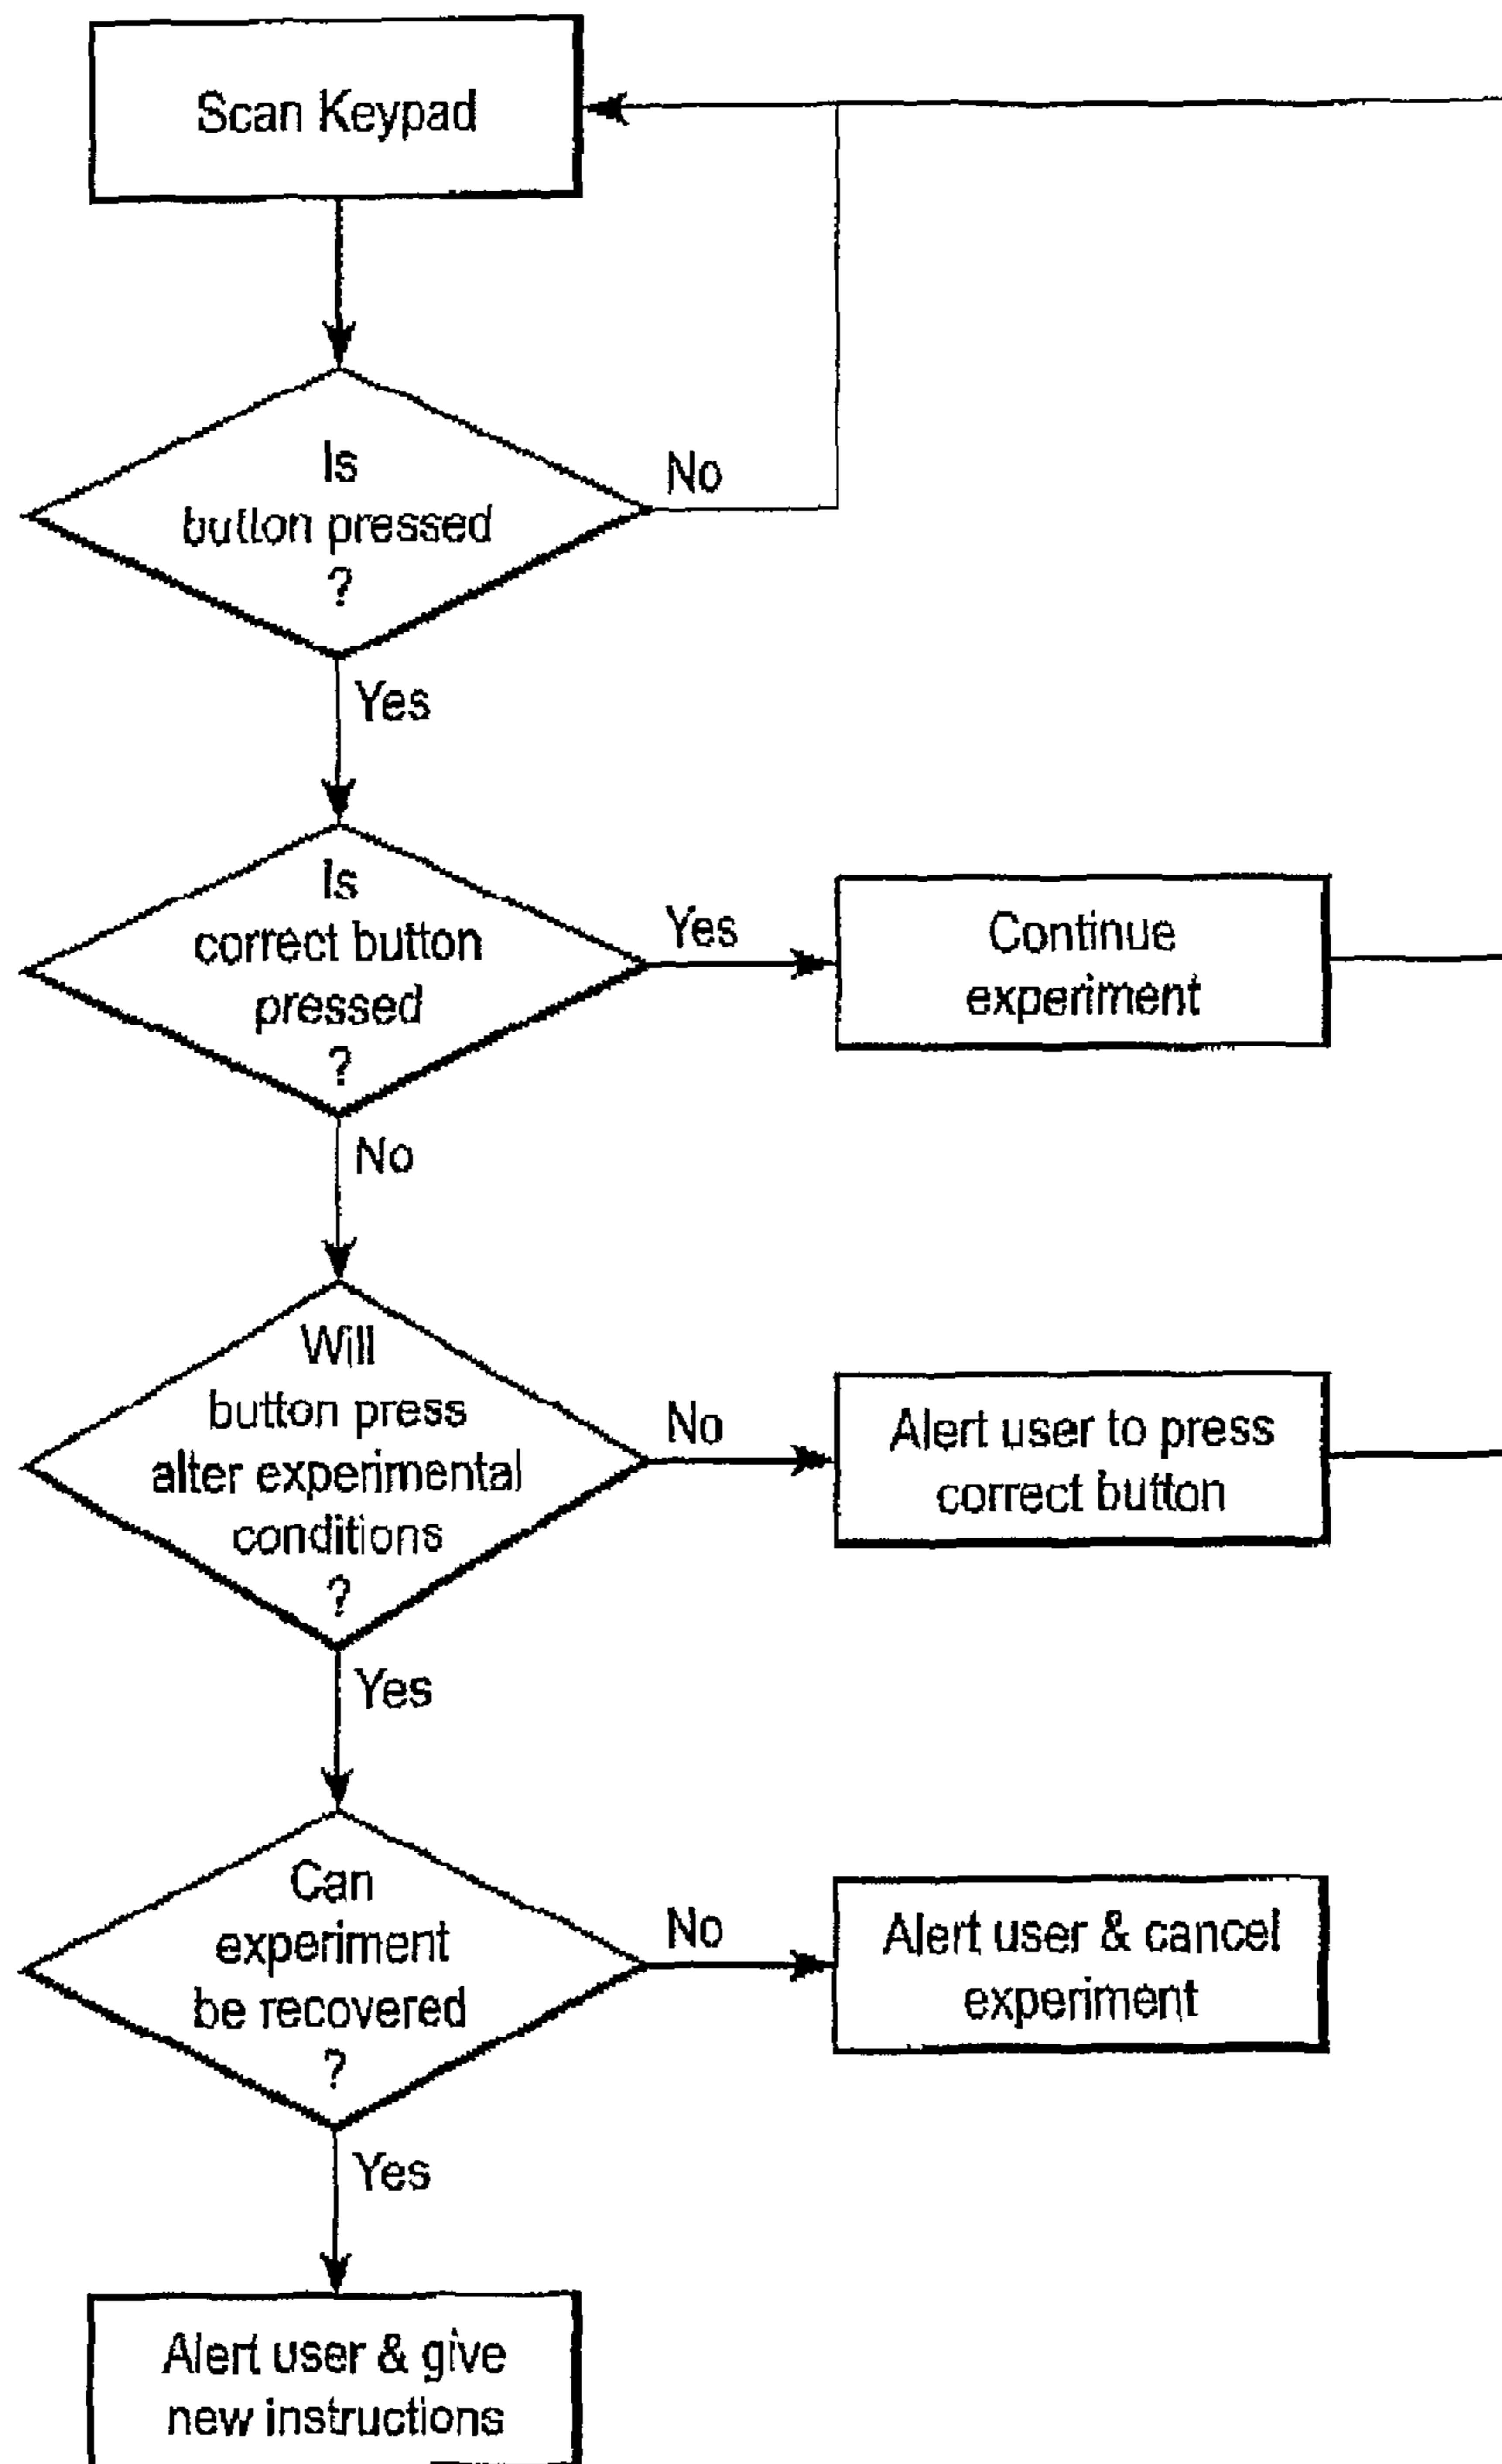 Scan Keypad
Is
button pressed
?
No
Yes
Is
correct button
pressed
?
Yes
Continue
experiment
No
Will
button press
alter experimental
conditions
?
No
Alert user to press
correct button
Yes
Can
experiment
be recovered
?
No
Alert user & cancel
experiment
Yes
Alert user & give
new instructions